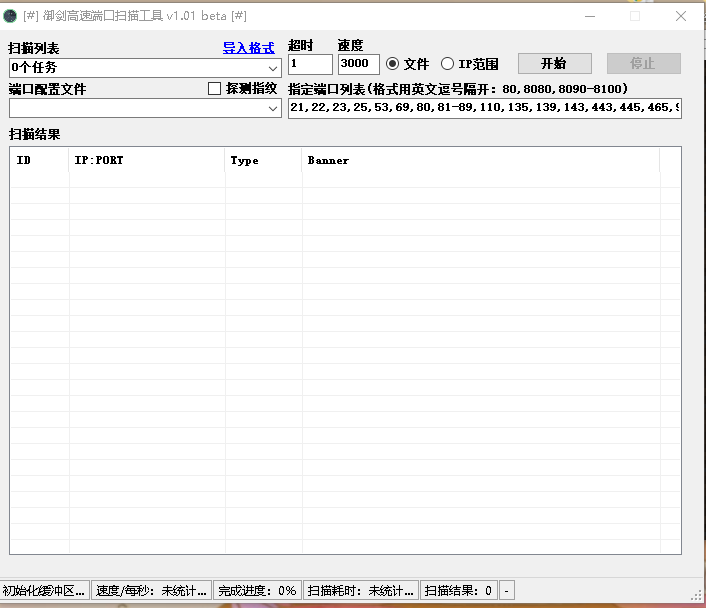 [#] 御剑高速端口扫描工具 v1.01 beta [#]
扫描列表 导入格式 超时 速度
0个任务 1 3000 文件 IP范围 开始 停止
端口配置文件 探测指纹 指定端口列表(格式用英文逗号隔开：80,8080,8090-8100)
21,22,23,25,53,69,80,81-89,110,135,139,143,443,445,465,
扫描结果
ID IP:PORT Type Banner
初始化缓冲区... 速度/每秒：未统计... 完成进度：0% 扫描耗时：未统计... 扫描结果：0 -